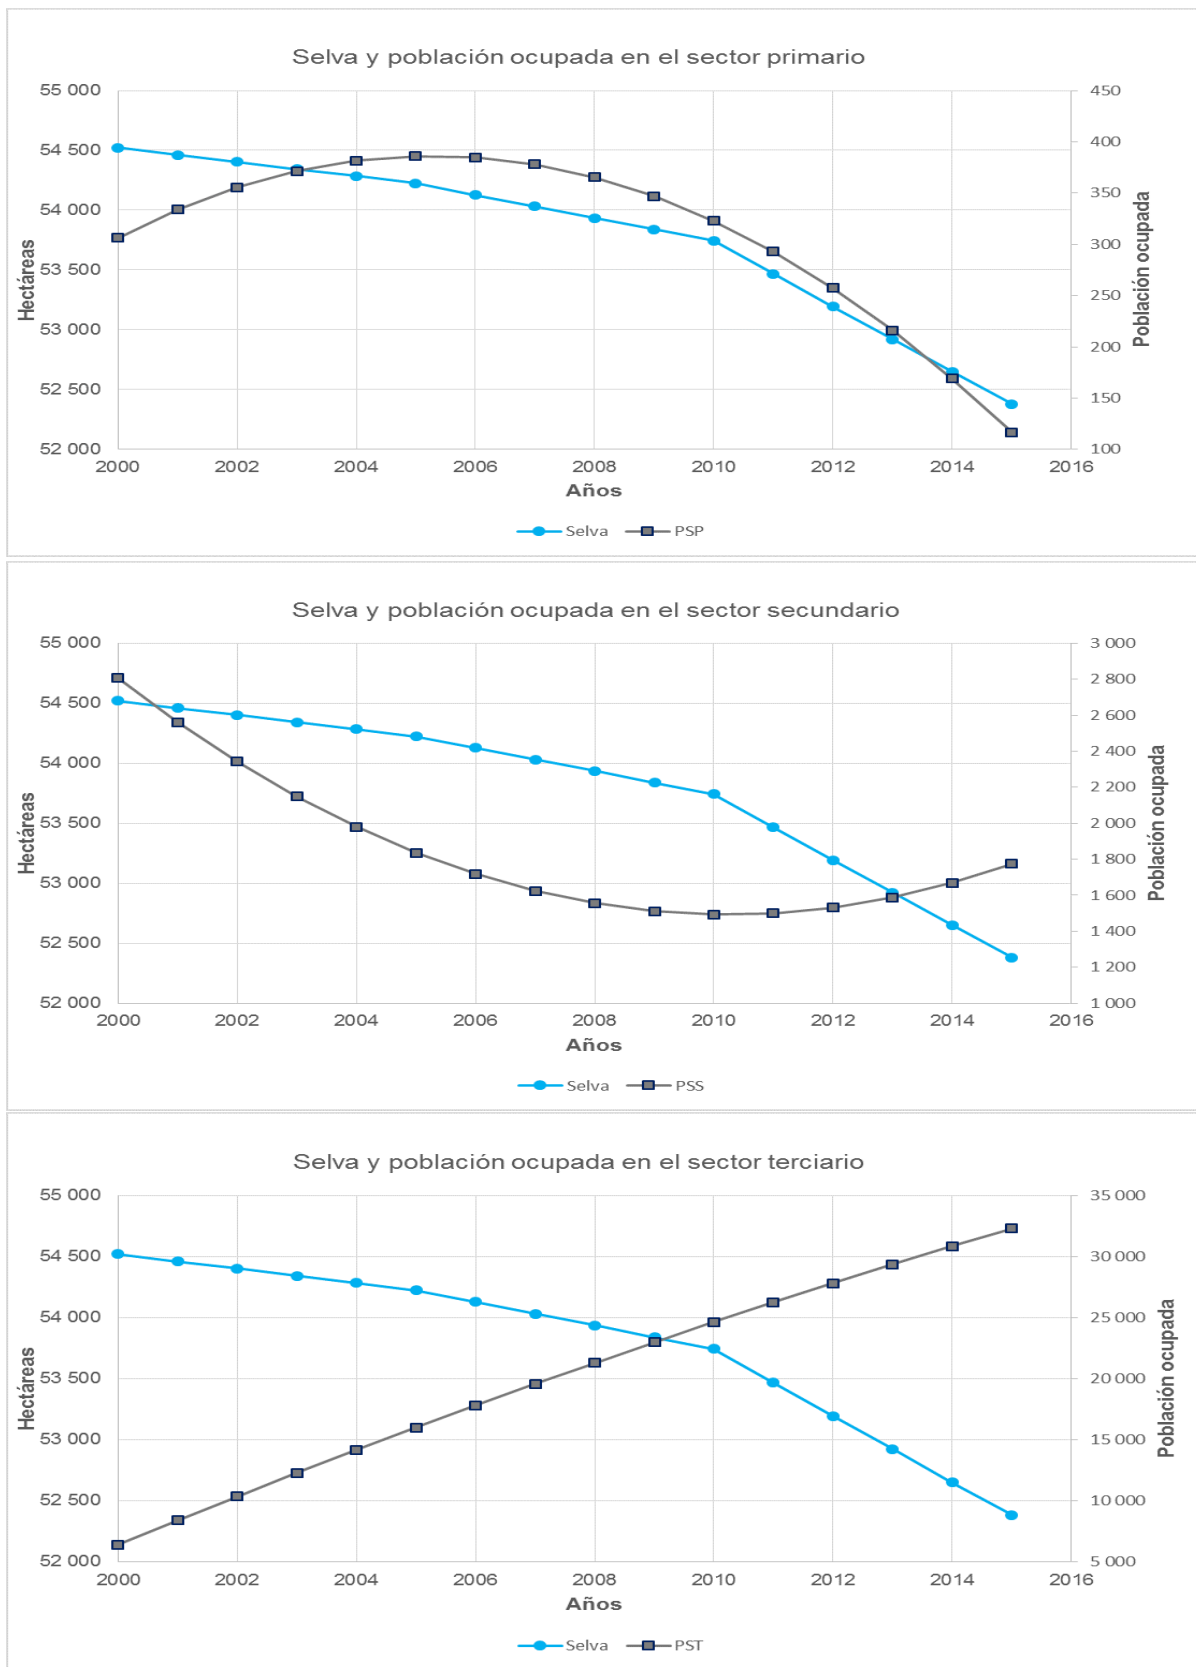 Selva y población ocupada en el sector primario
55 000
54 500
54 000
53 500
53 000
52 500
52 000
Hectáreas
450
400
350
300
250
200
150
100
Población ocupada
2000 2002 2004 2006 2008 2010 2012 2014 2016
Años
Selva PSP
Selva y población ocupada en el sector secundario
55 000
54 500
54 000
53 500
53 000
52 500
52 000
Hectáreas
3 000
2 800
2 600
2 400
2 200
2 000
1 800
1 600
1 400
1 200
1 000
Población ocupada
2000 2002 2004 2006 2008 2010 2012 2014 2016
Años
Selva PSS
Selva y población ocupada en el sector terciario
55 000
54 500
54 000
53 500
53 000
52 500
52 000
Hectáreas
35 000
30 000
25 000
20 000
15 000
10 000
5 000
Población ocupada
2000 2002 2004 2006 2008 2010 2012 2014 2016
Años
Selva PST